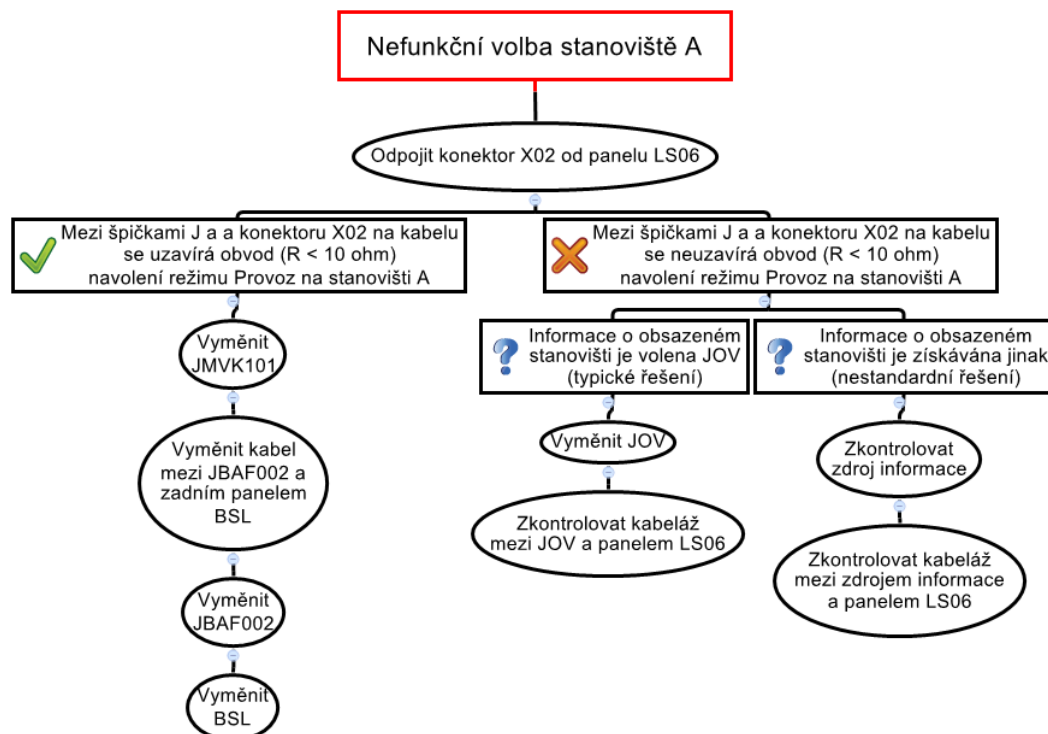 Nefunkční volba stanoviště A
Odpojit konektor X02 od panelu LS06
Mezi špičkami J a a konektoru X02 na kabelu
se uzavírá obvod (R < 10 ohm)
navolení režimu Provoz na stanovišti A
Vyměnit
JMVK101
Vyměnit kabel
mezi JBAF002 a
zadním panelem
BSL
Vyměnit
JBAF002
Vyměnit
BSL
Mezi špičkami J a a konektoru X02 na kabelu
se neuzavírá obvod (R < 10 ohm)
navolení režimu Provoz na stanovišti A
Informace o obsazeném
stanovišti je volena JOV
(typické řešení)
Vyměnit JOV
Zkontrolovat kabeláž
mezi JOV a panelem LS06
Informace o obsazeném
stanovišti je získávána jinak
(nestandardní řešení)
Zkontrolovat
zdroj informace
Zkontrolovat kabeláž
mezi zdrojem informace
a panelem LS06